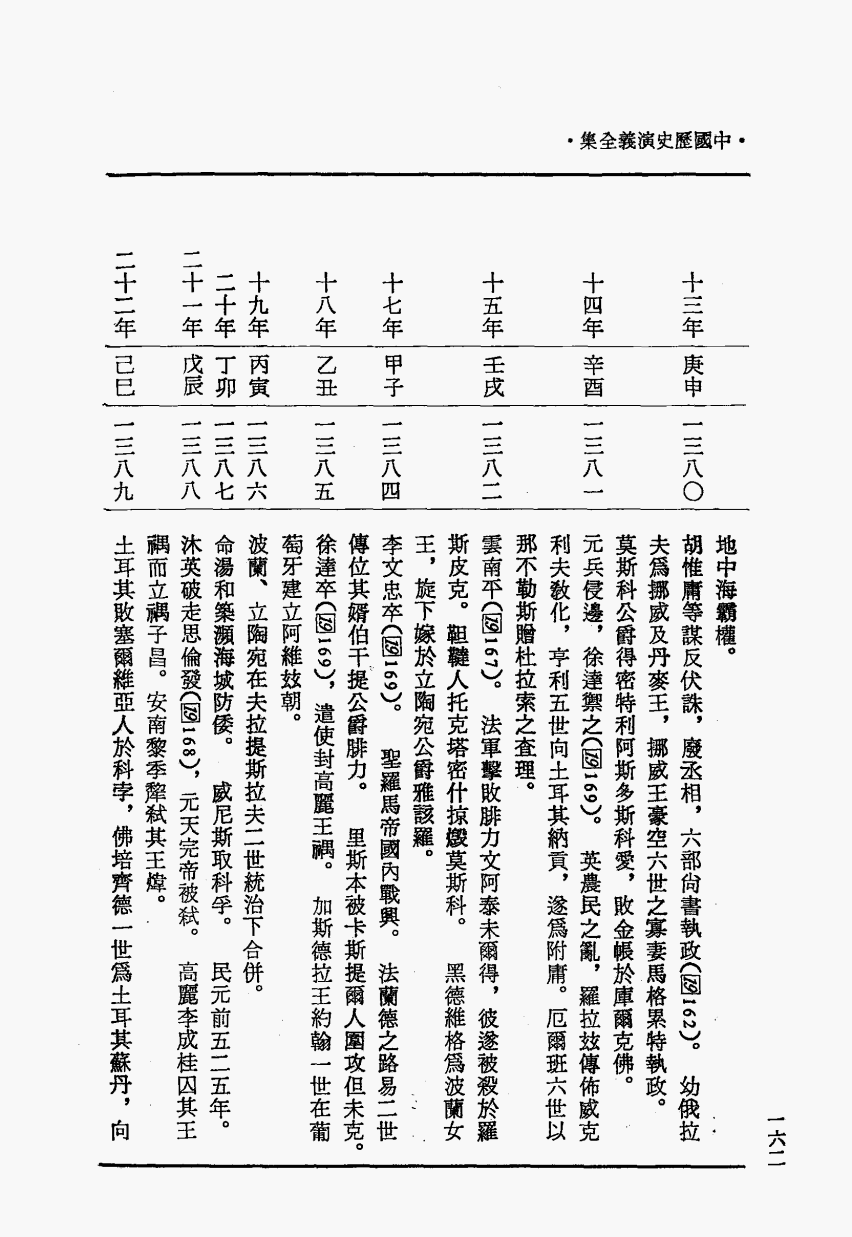 ·中國歷史演義全集·
一六二
地中海霸權。
十三年 庚申 一三八〇 胡惟庸等謀反伏誅，廢丞相，六部尙書執政(圖162)。 幼俄拉
夫爲挪威及丹麥王，挪威王豪空六世之寡妻馬格累特執政。
莫斯科公爵得密特利阿斯多斯科愛，敗金帳於庫爾克佛。
十四年 辛酉 一三八一 元兵侵邊，徐達禦之(圖169)。 英農民之亂，羅拉玆傳佈威克
利夫敎化，亨利五世向土耳其納貢，遂爲附庸。厄爾班六世以
那不勒斯贈杜拉索之查理。
十五年 壬戌 一三八二 雲南平(圖167)。 法軍擊敗腓力文阿泰未爾得，彼遂被殺於羅
斯皮克。 韃靼人托克塔密什掠燬莫斯科。 黑德維格爲波蘭女
王，旋下嫁於立陶宛公爵雅該羅。
十七年 甲子 一三八四 李文忠卒(圖169)。 聖羅馬帝國內戰興。 法蘭德之路易二世
傳位其婿伯干提公爵腓力。 里斯本被卡斯提爾人圍攻但未克。
十八年 乙丑 一三八五 徐達卒(圖169)，遣使封高麗王禑。 加斯德拉王約翰一世在葡
萄牙建立阿維玆朝。
十九年 丙寅 一三八六 波蘭、立陶宛在夫拉提斯拉夫二世統治下合併。
二十年 丁卯 一三八七 命湯和築瀕海城防倭。 威尼斯取科孚。 民元前五二五年。
二十一年 戊辰 一三八八 沐英破走思倫發(圖168)，元天完帝被弒。 高麗李成桂囚其王
禑而立禑子昌。安南黎季犛弒其王煒。
二十二年 己巳 一三八九 土耳其敗塞爾維亞人於科孛，佛培齊德一世爲土耳其蘇丹，向